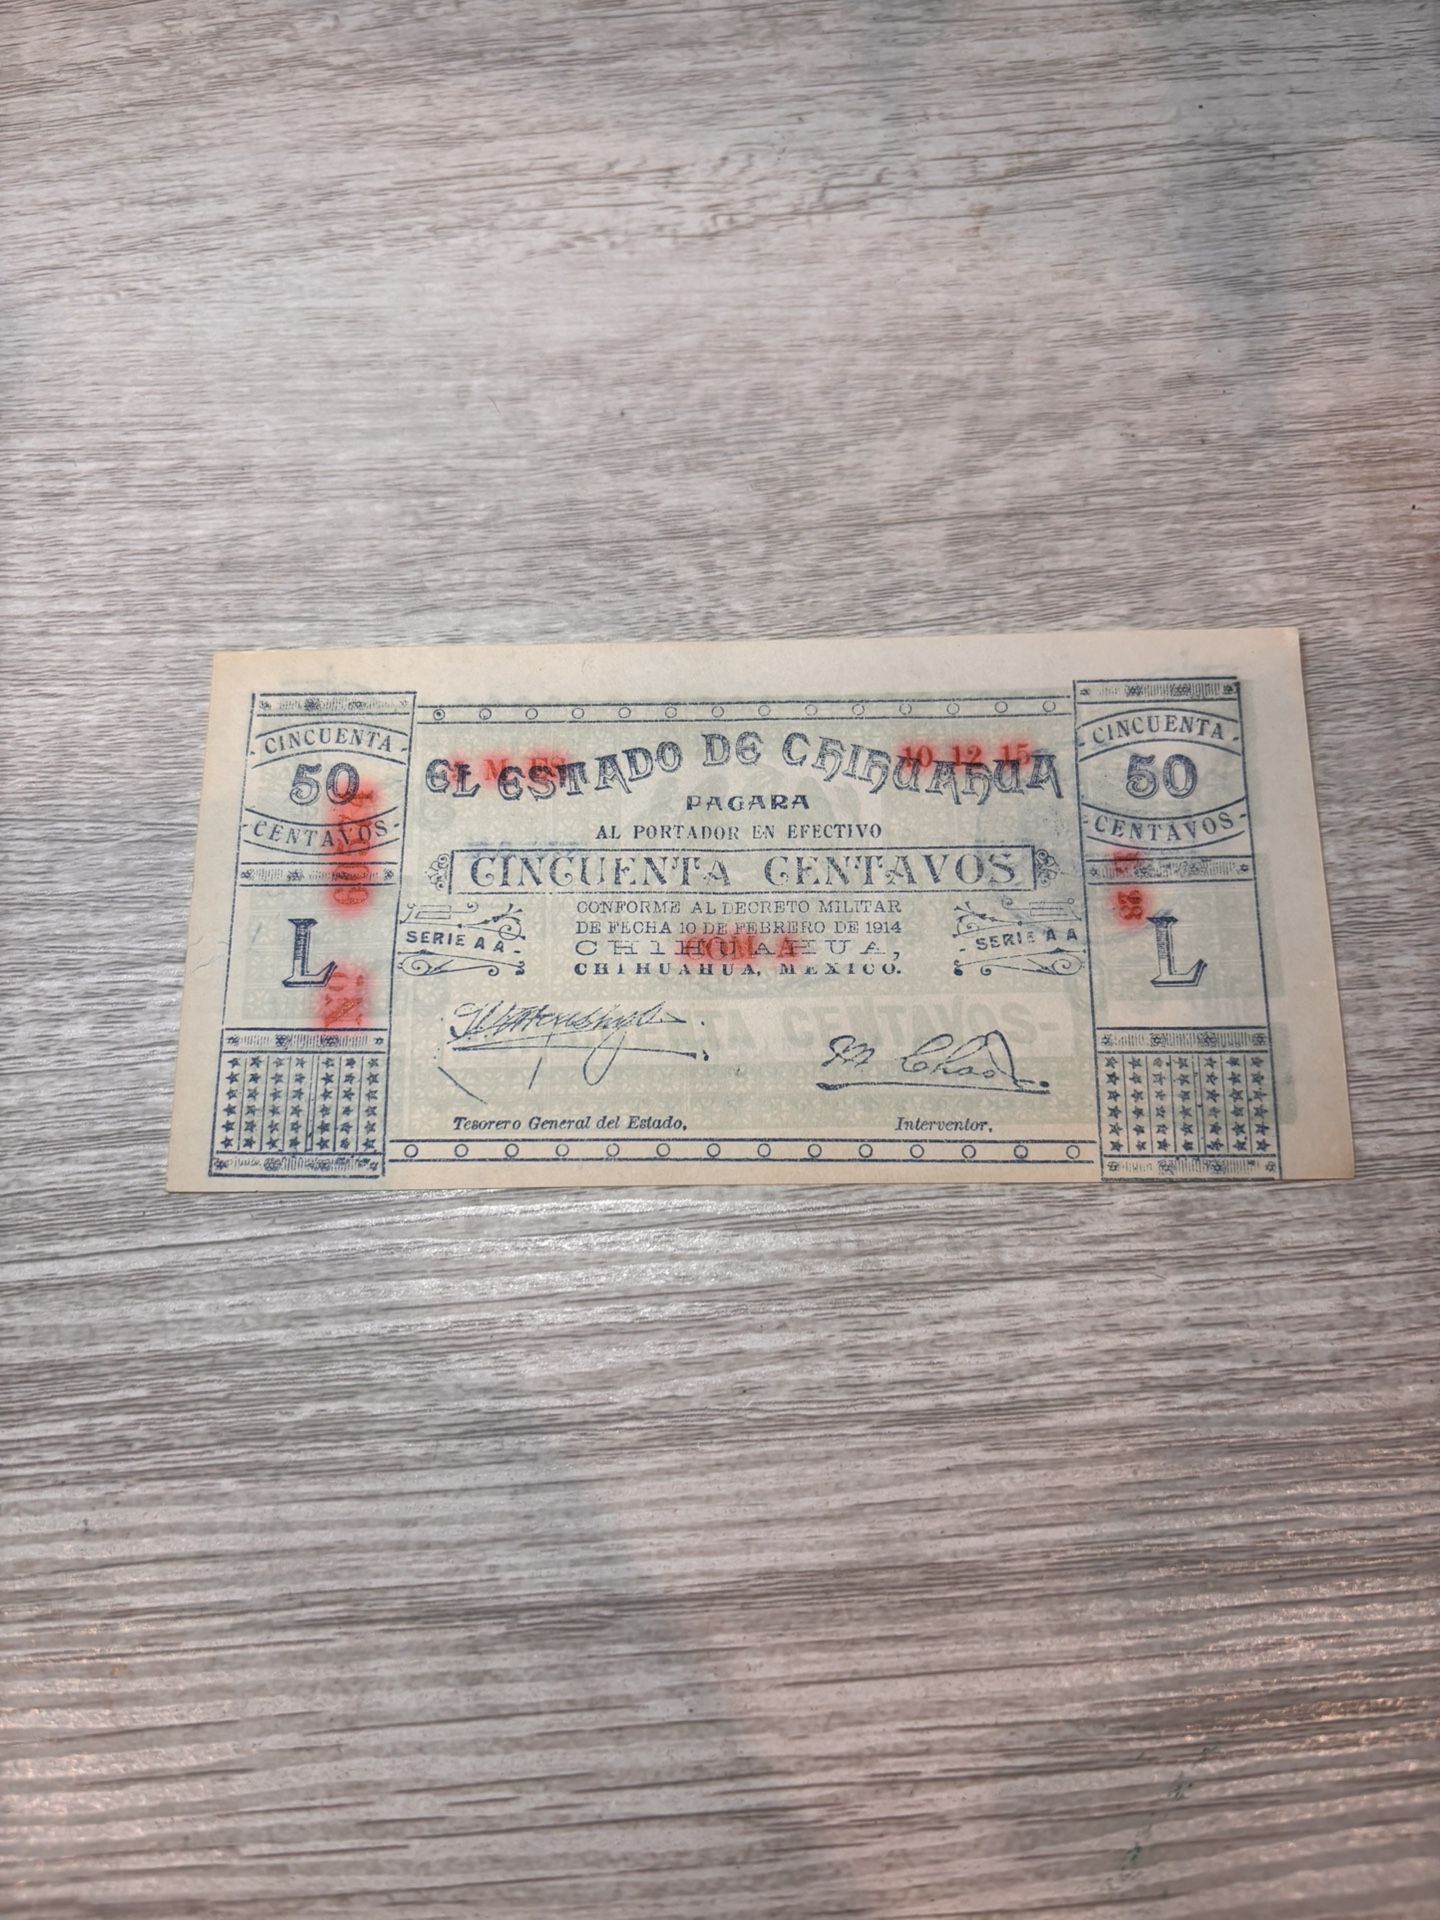 EL ESTADO DE CHIHUAHUA
10-12-15
PAGARA
AL PORTADOR EN EFECTIVO
CINCUENTA CENTAVOS
CONFORME AL DECRETO MILITAR
DE FECHA 10 DE FEBRERO DE 1914
CHIHUAHUA,
CHIHUAHUA, MEXICO.
CINCUENTA
50
CENTAVOS
L
SERIE A A
CINCUENTA
50
CENTAVOS
SERIE A A
L
M Chao
Tesorero General del Estado,
Interventor,